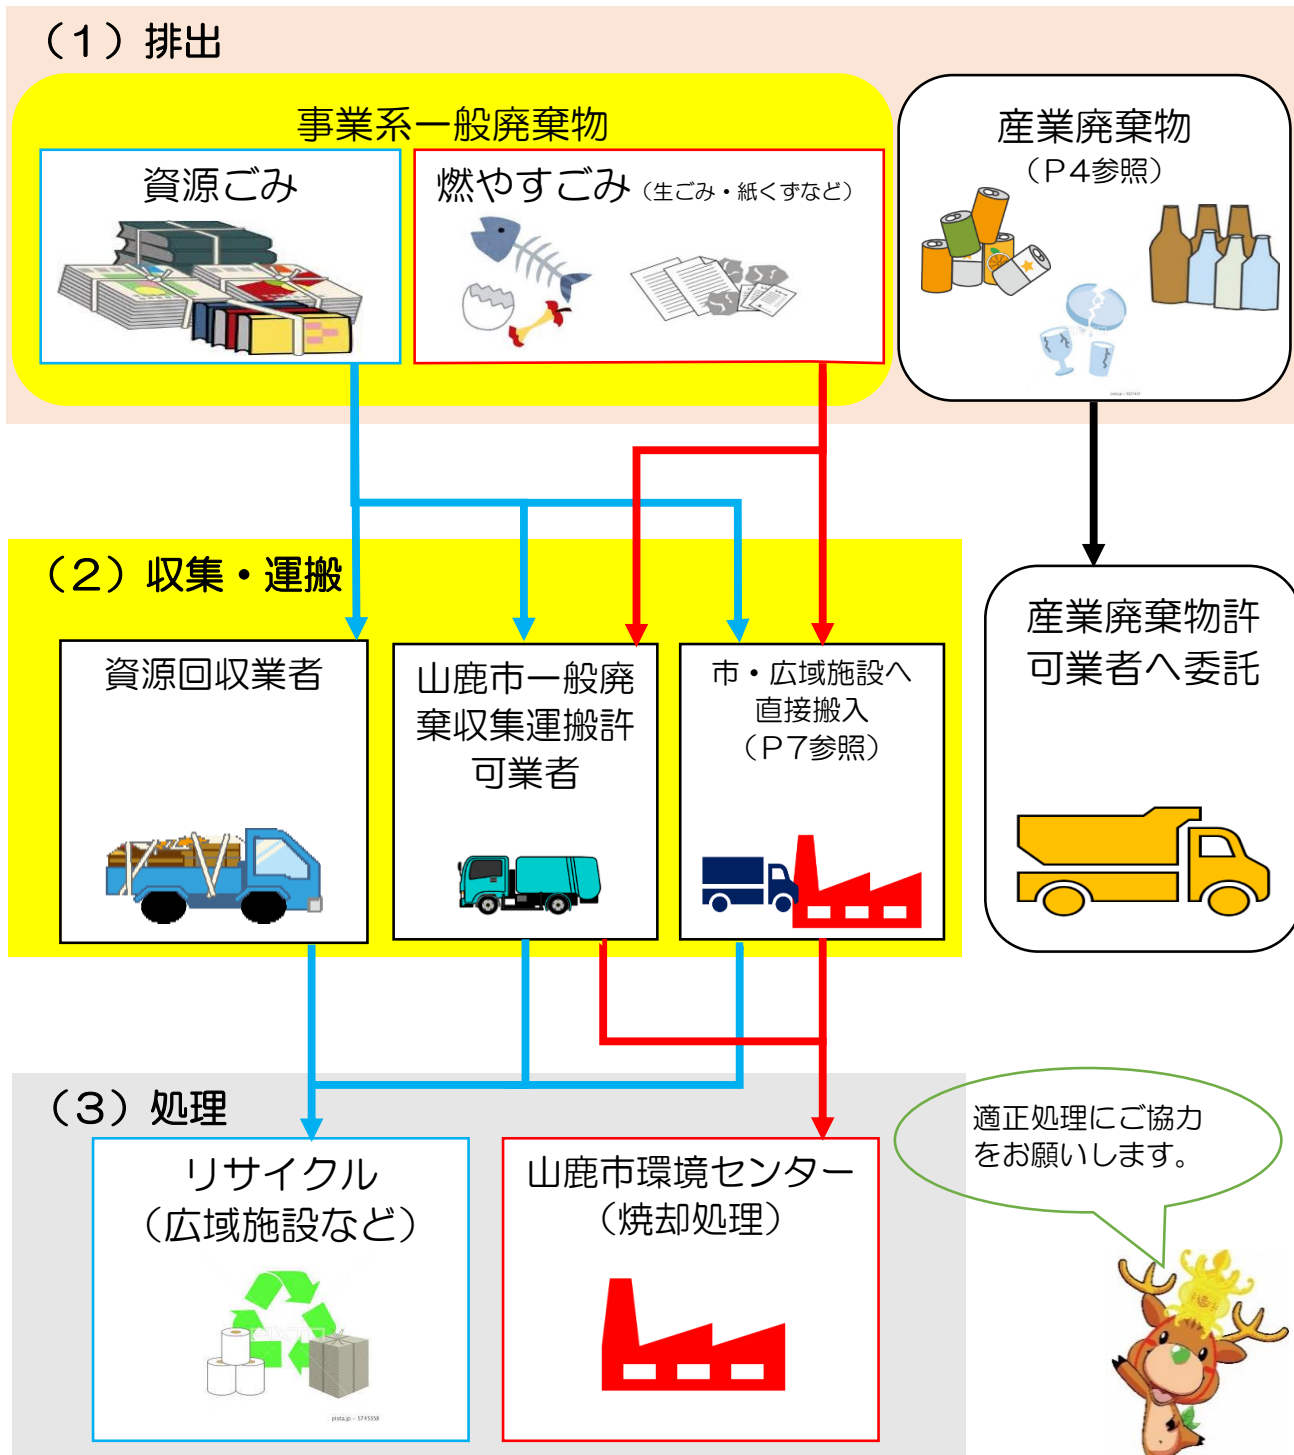 （１）排出
事業系一般廃棄物
資源ごみ
燃やすごみ（生ごみ・紙くずなど）
産業廃棄物
（Ｐ４参照）
（２）収集・運搬
資源回収業者
山鹿市一般廃
棄収集運搬許
可業者
市・広域施設へ
直接搬入
（Ｐ７参照）
産業廃棄物許
可業者へ委託
（３）処理
リサイクル
（広域施設など）
pixta.jp - 5745358
山鹿市環境センター
（焼却処理）
適正処理にご協力
をお願いします。